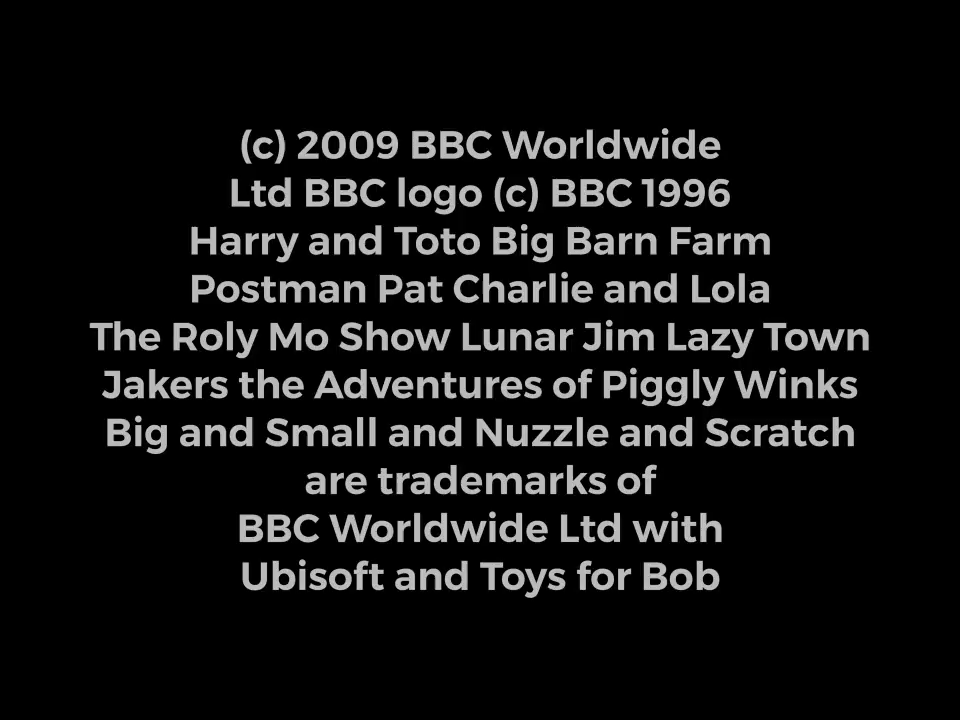 (c) 2009 BBC Worldwide
Ltd BBC logo (c) BBC 1996
Harry and Toto Big Barn Farm
Postman Pat Charlie and Lola
The Roly Mo Show Lunar Jim Lazy Town
Jakers the Adventures of Piggly Winks
Big and Small and Nuzzle and Scratch
are trademarks of
BBC Worldwide Ltd with
Ubisoft and Toys for Bob